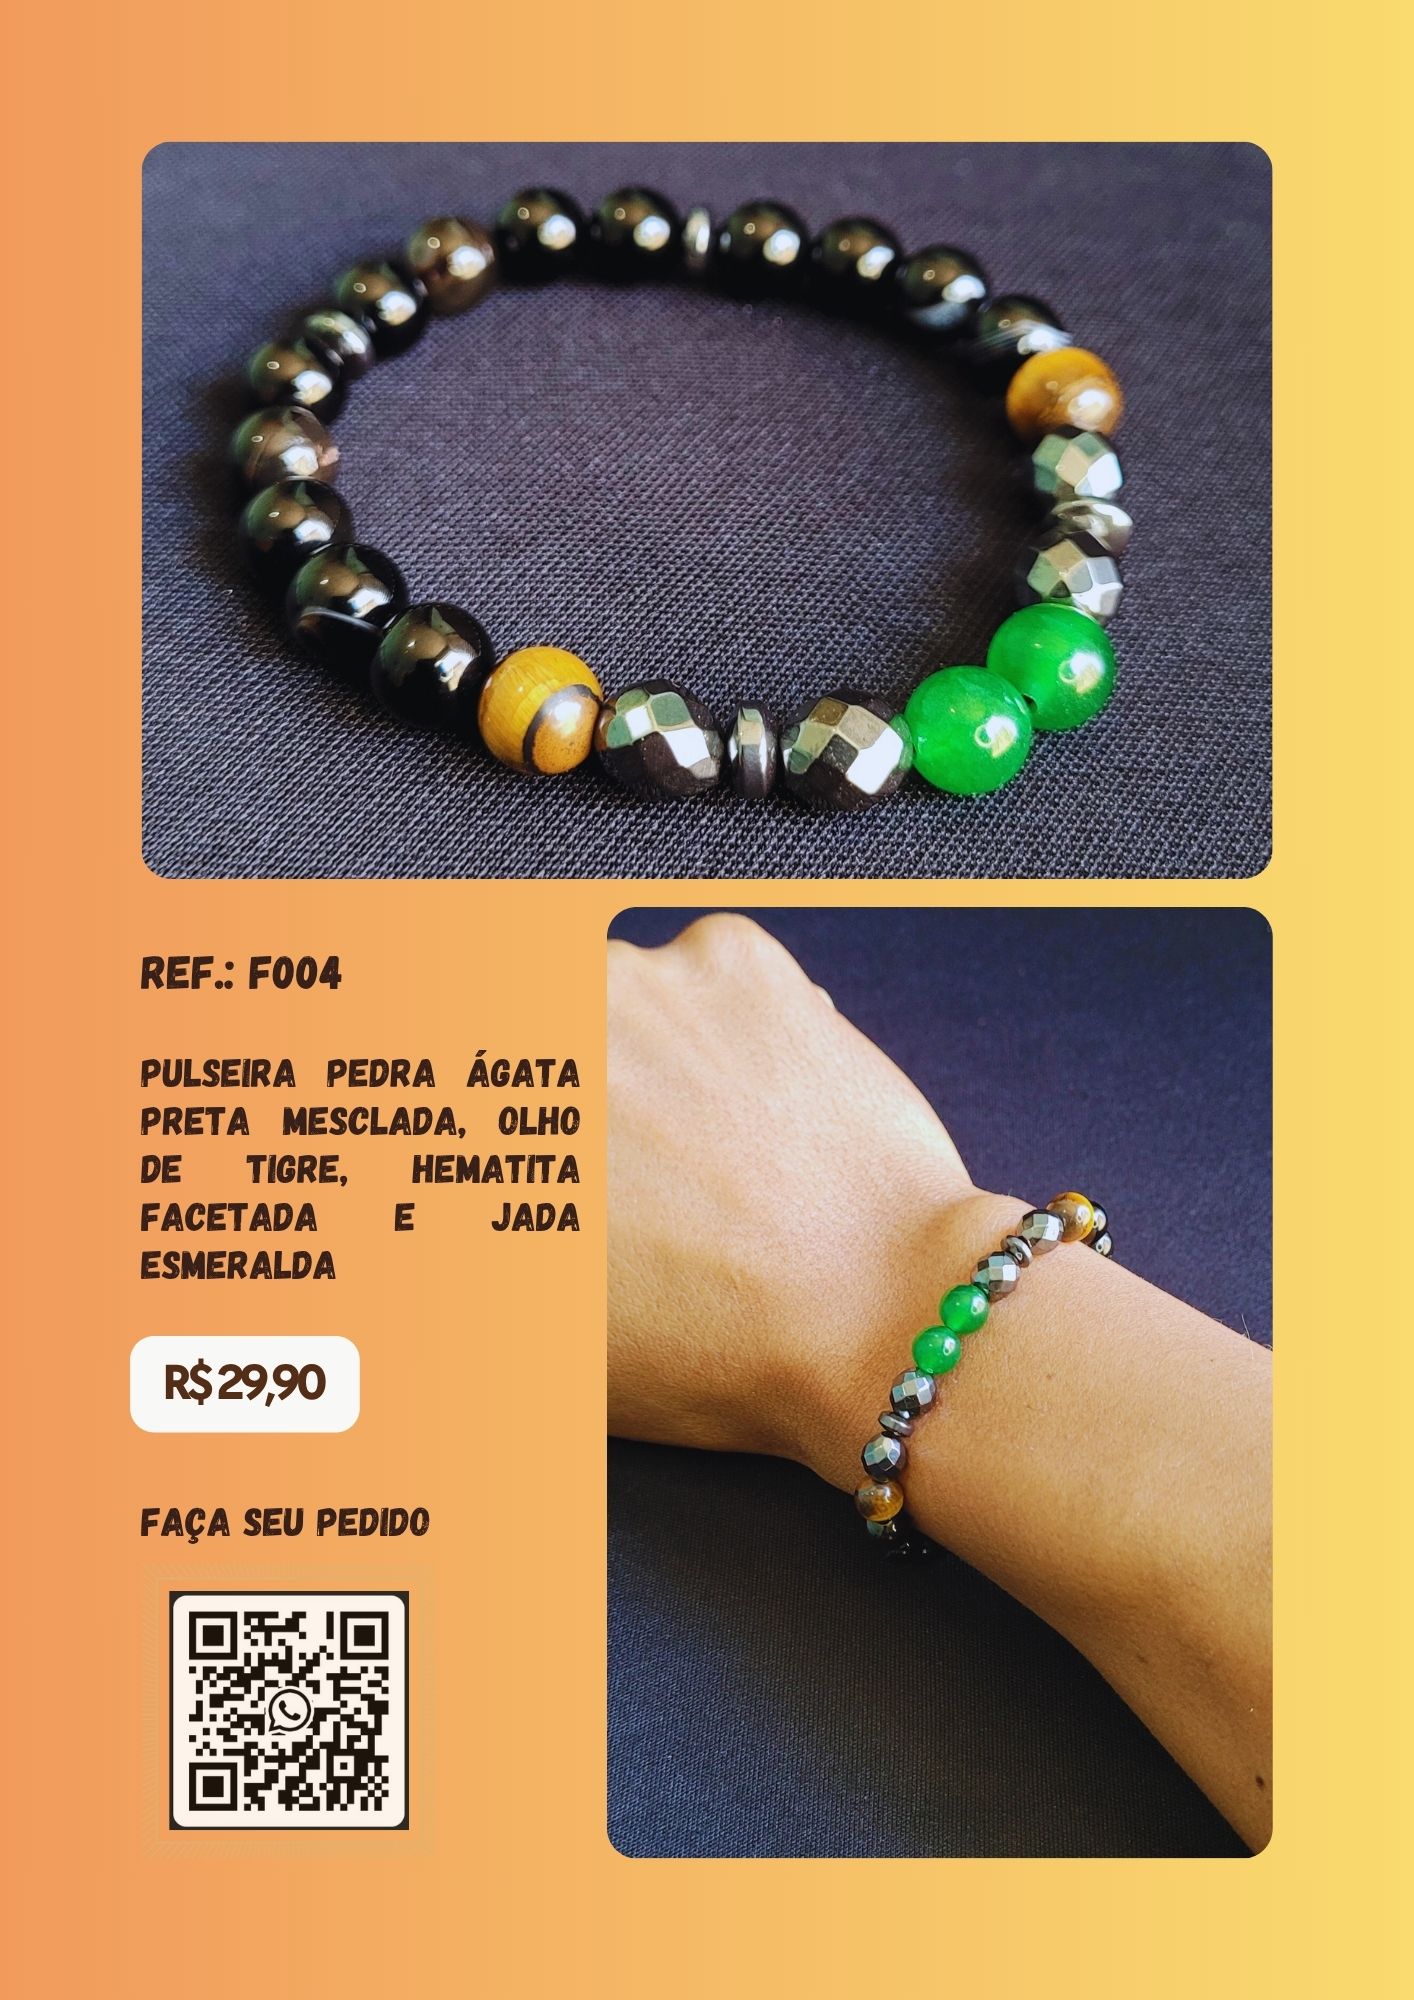 REF.: F004
PULSEIRA PEDRA ÁGATA
PRETA MESCLADA, OLHO
DE TIGRE, HEMATITA
FACETADA E JADA
ESMERALDA
R$ 29,90
FAÇA SEU PEDIDO